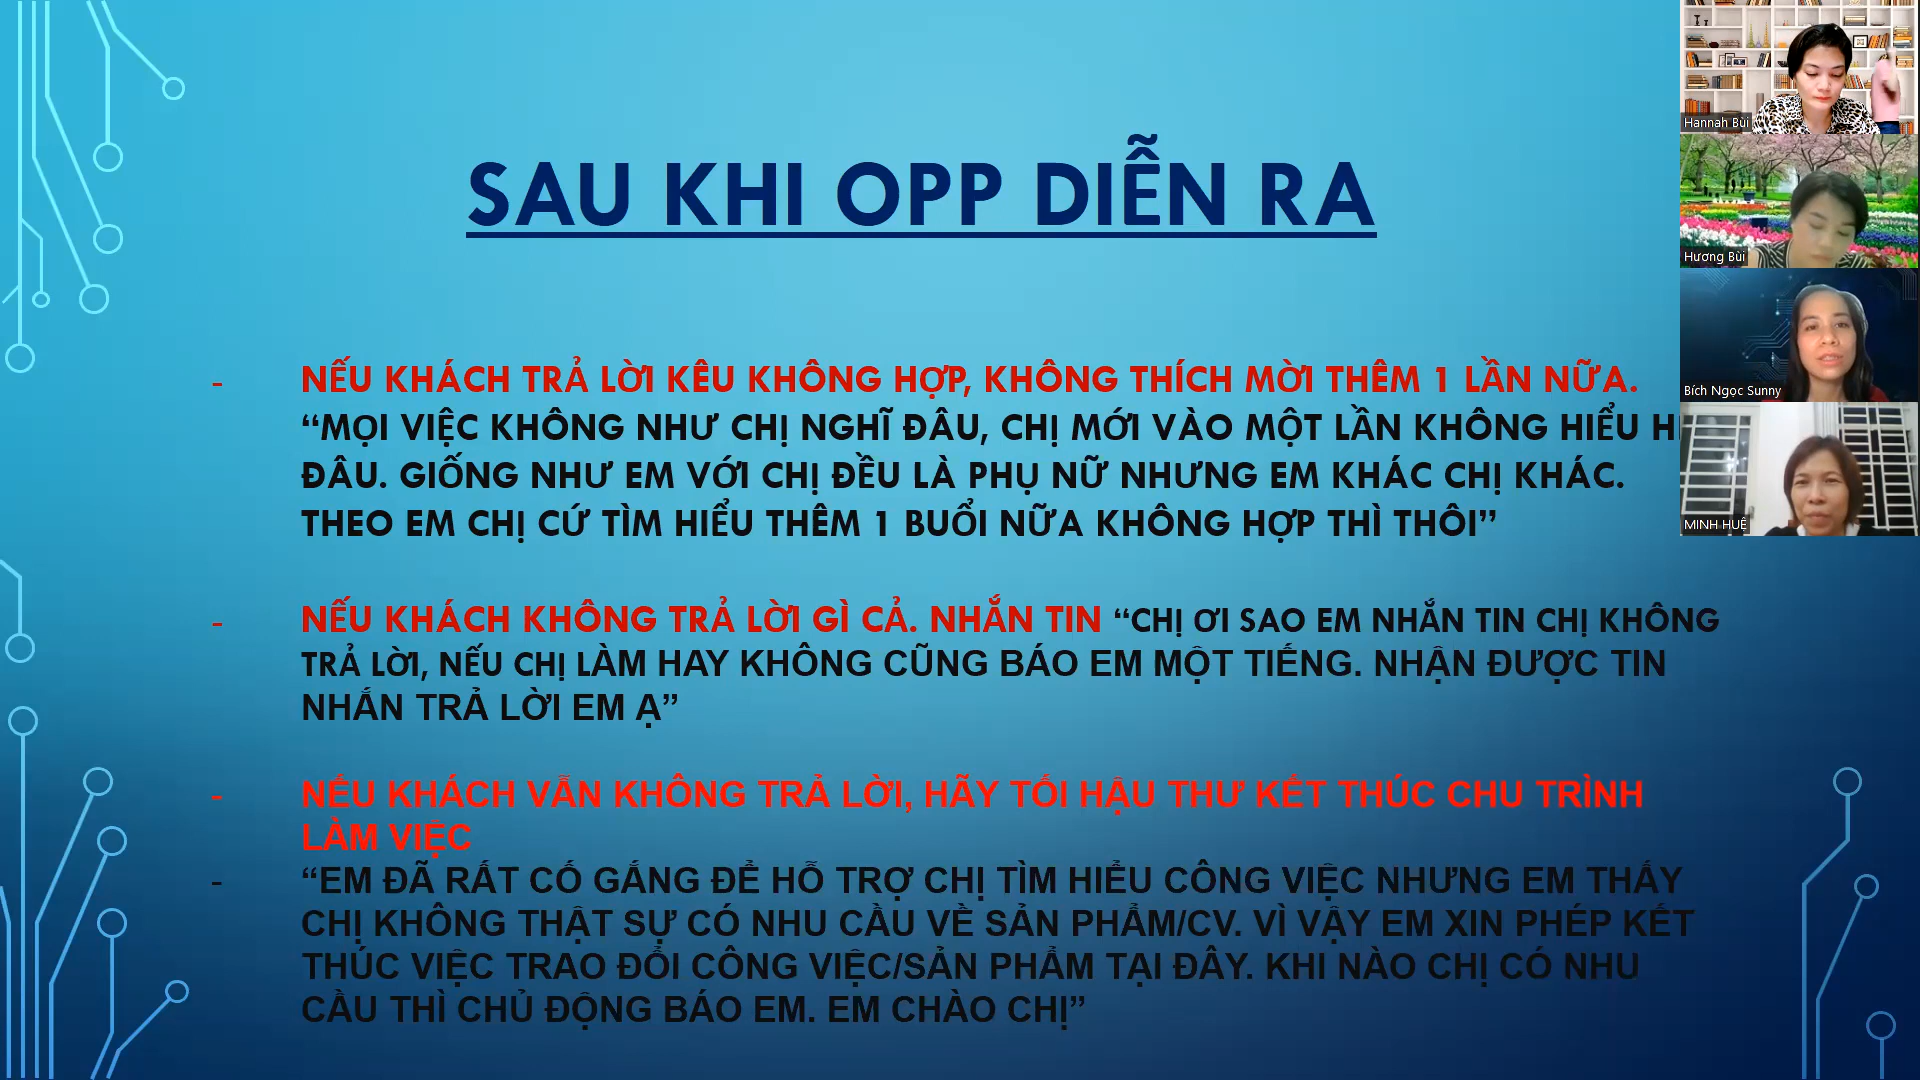 SAU KHI OPP DIỄN RA
- NẾU KHÁCH TRẢ LỜI KÊU KHÔNG HỢP, KHÔNG THÍCH MỜI THÊM 1 LẦN NỮA.
“MỌI VIỆC KHÔNG NHƯ CHỊ NGHĨ ĐÂU, CHỊ MỚI VÀO MỘT LẦN KHÔNG HIỂU
ĐÂU. GIỐNG NHƯ EM VỚI CHỊ ĐỀU LÀ PHỤ NỮ NHƯNG EM KHÁC CHỊ KHÁC.
THEO EM CHỊ CỨ TÌM HIỂU THÊM 1 BUỔI NỮA KHÔNG HỢP THÌ THÔI”
- NẾU KHÁCH KHÔNG TRẢ LỜI GÌ CẢ. NHẮN TIN “CHỊ ƠI SAO EM NHẮN TIN CHỊ KHÔNG
TRẢ LỜI, NẾU CHỊ LÀM HAY KHÔNG CŨNG BÁO EM MỘT TIẾNG. NHẬN ĐƯỢC TIN
NHẮN TRẢ LỜI EM Ạ”
- NẾU KHÁCH VẪN KHÔNG TRẢ LỜI, HÃY TỐI HẬU THƯ KẾT THÚC CHU TRÌNH
LÀM VIỆC
- “EM ĐÃ RẤT CỐ GẮNG ĐỂ HỖ TRỢ CHỊ TÌM HIỂU CÔNG VIỆC NHƯNG EM THẤY
CHỊ KHÔNG THẬT SỰ CÓ NHU CẦU VỀ SẢN PHẨM/CV. VÌ VẬY EM XIN PHÉP KẾT
THÚC VIỆC TRAO ĐỔI CÔNG VIỆC/SẢN PHẨM TẠI ĐÂY. KHI NÀO CHỊ CÓ NHU
CẦU THÌ CHỦ ĐỘNG BÁO EM. EM CHÀO CHỊ”
Hannah Bùi
Hương Bùi
Bích Ngọc Sunny
MINH HUỆ